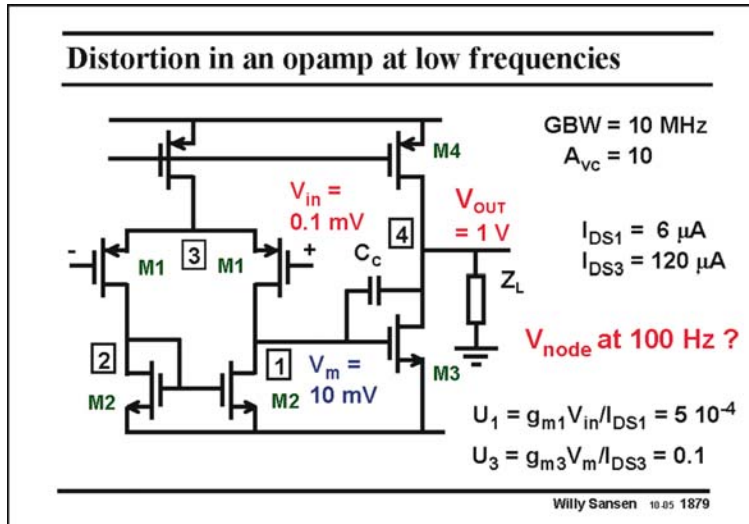 Distortion in an opamp at low frequencies
GBW = 10 MHz
A_VC = 10
M4
V_in =
0.1 mV
V_OUT
= 1 V
4
I_DS1 = 6 µA
I_DS3 = 120 µA
-
M1
3
M1
+
C_c
Z_L
V_node at 100 Hz ?
2
1
V_m =
10 mV
M3
M2
M2
U_1 = g_m1V_in/I_DS1 = 5 10^-4
U_3 = g_m3V_m/I_DS3 = 0.1
Willy Sansen 10-05 1879